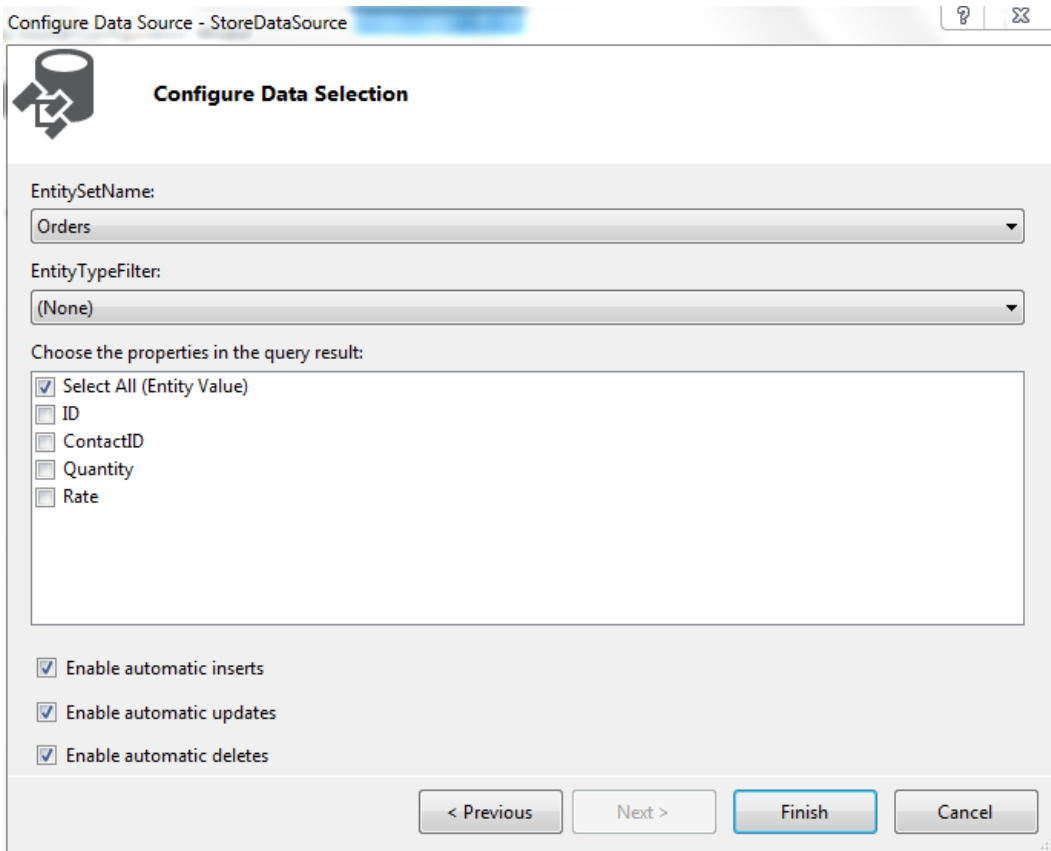 Configure Data Source - StoreDataSource
Configure Data Selection
EntitySetName:
Orders
EntityTypeFilter:
(None)
Choose the properties in the query result:
Select All (Entity Value)
ID
ContactID
Quantity
Rate
Enable automatic inserts
Enable automatic updates
Enable automatic deletes
< Previous Next > Finish Cancel